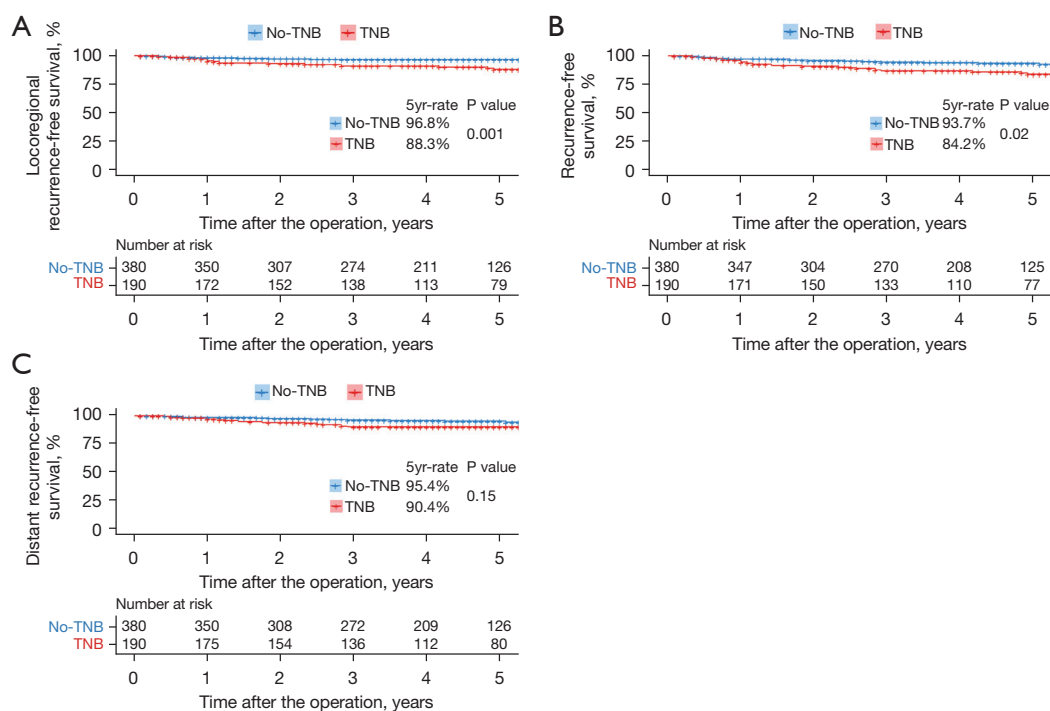 A
No-TNB TNB
Locoregional
recurrence-free survival, %
100
75
50
25
0
5yr-rate P value
No-TNB 96.8%
TNB 88.3%
0.001
0 1 2 3 4 5
Time after the operation, years
Number at risk
No-TNB 380 350 307 274 211 126
TNB 190 172 152 138 113 79
0 1 2 3 4 5
Time after the operation, years
B
No-TNB TNB
Recurrence-free
survival, %
100
75
50
25
0
5yr-rate P value
No-TNB 93.7%
TNB 84.2%
0.02
0 1 2 3 4 5
Time after the operation, years
Number at risk
No-TNB 380 347 304 270 208 125
TNB 190 171 150 133 110 77
0 1 2 3 4 5
Time after the operation, years
C
No-TNB TNB
Distant recurrence-free
survival, %
100
75
50
25
0
5yr-rate P value
No-TNB 95.4%
TNB 90.4%
0.15
0 1 2 3 4 5
Time after the operation, years
Number at risk
No-TNB 380 350 308 272 209 126
TNB 190 175 154 136 112 80
0 1 2 3 4 5
Time after the operation, years